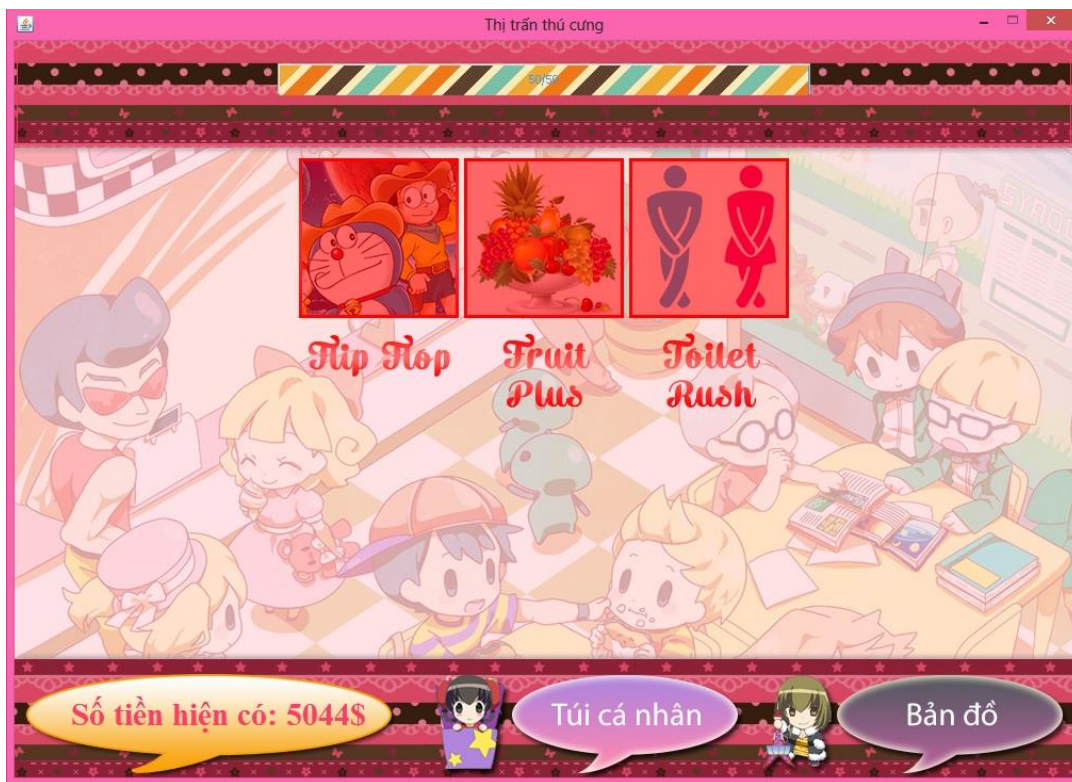 Thị trấn thú cưng
50/50
Flip Flop
Fruit
Plus
Toilet
Rush
Số tiền hiện có: 5044$
Túi cá nhân
Bản đồ